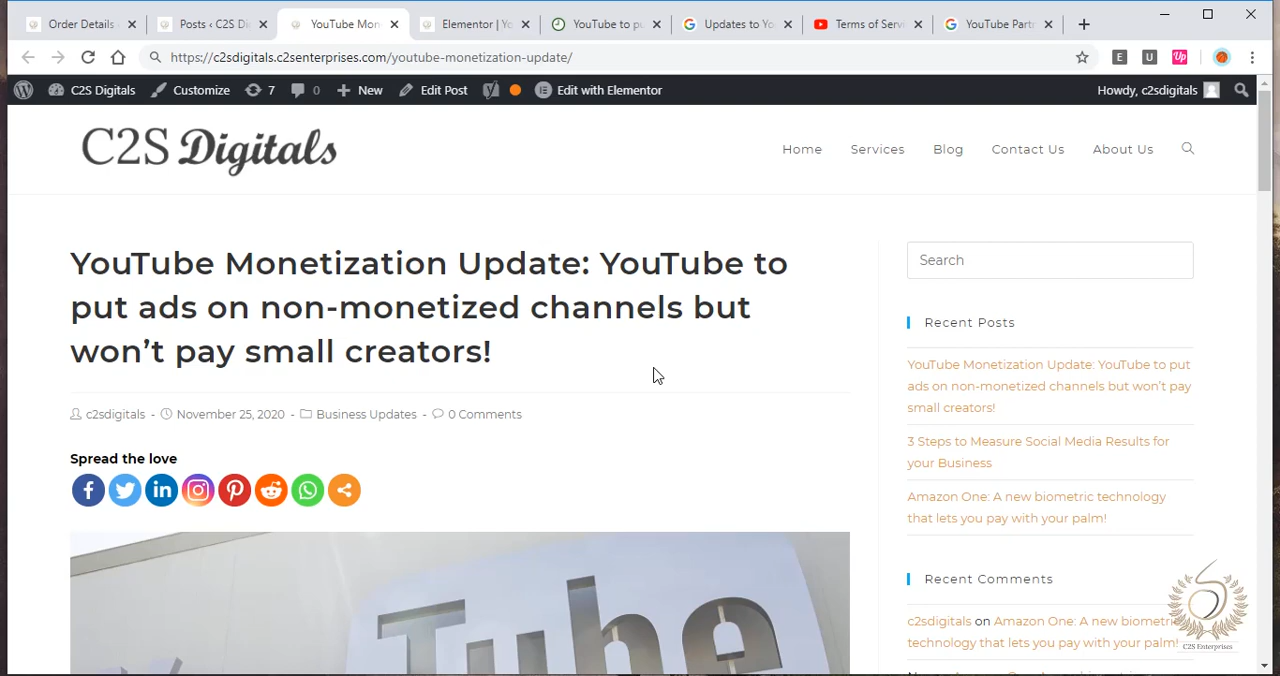 Order Details
Posts ‹ C2S Di
YouTube Mon
Elementor | Yo
YouTube to pu
Updates to Yo
Terms of Servi
YouTube Partn
https://c2sdigitals.c2senterprises.com/youtube-monetization-update/
E
U
Up
C2S Digitals
Customize
7
0
New
Edit Post
Edit with Elementor
Howdy, c2sdigitals
C2S Digitals
Home
Services
Blog
Contact Us
About Us
YouTube Monetization Update: YouTube to
put ads on non-monetized channels but
won’t pay small creators!
c2sdigitals - November 25, 2020 - Business Updates - 0 Comments
Spread the love
Tube
Search
Recent Posts
YouTube Monetization Update: YouTube to put
ads on non-monetized channels but won’t pay
small creators!
3 Steps to Measure Social Media Results for
your Business
Amazon One: A new biometric technology
that lets you pay with your palm!
Recent Comments
c2sdigitals on Amazon One: A new biometric
technology that lets you pay with your palm!
C2S Enterprises